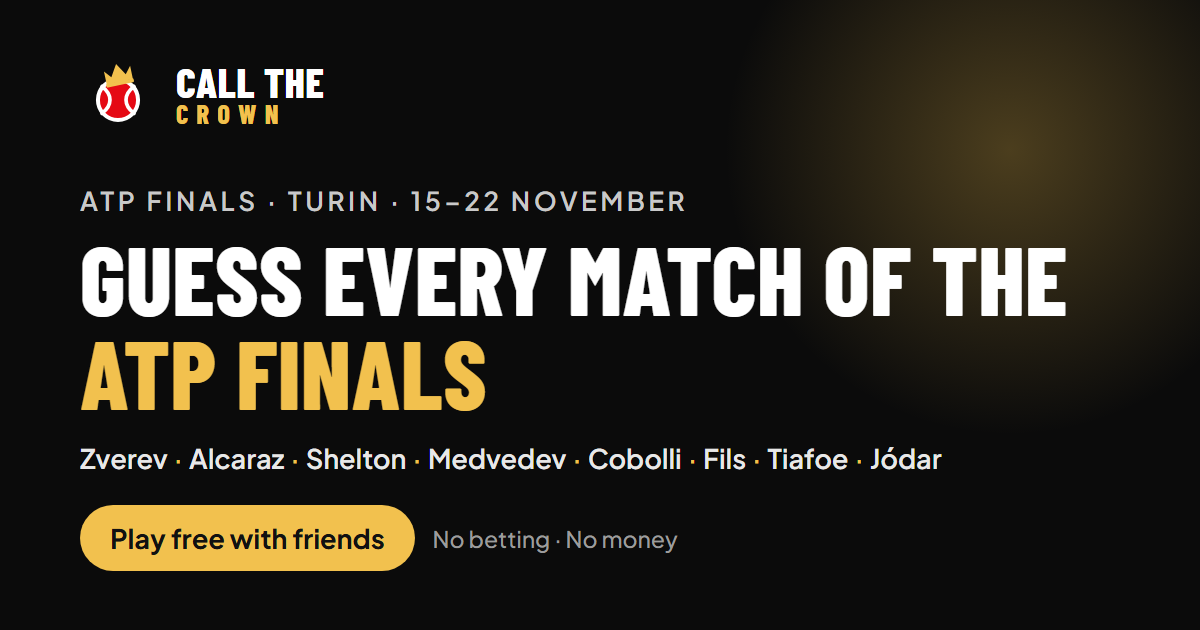 CALL THE
CROWN
ATP FINALS · TURIN · 15–22 NOVEMBER
GUESS EVERY MATCH OF THE
ATP FINALS
Zverev · Alcaraz · Shelton · Medvedev · Cobolli · Fils · Tiafoe · Jódar
Play free with friends
No betting · No money